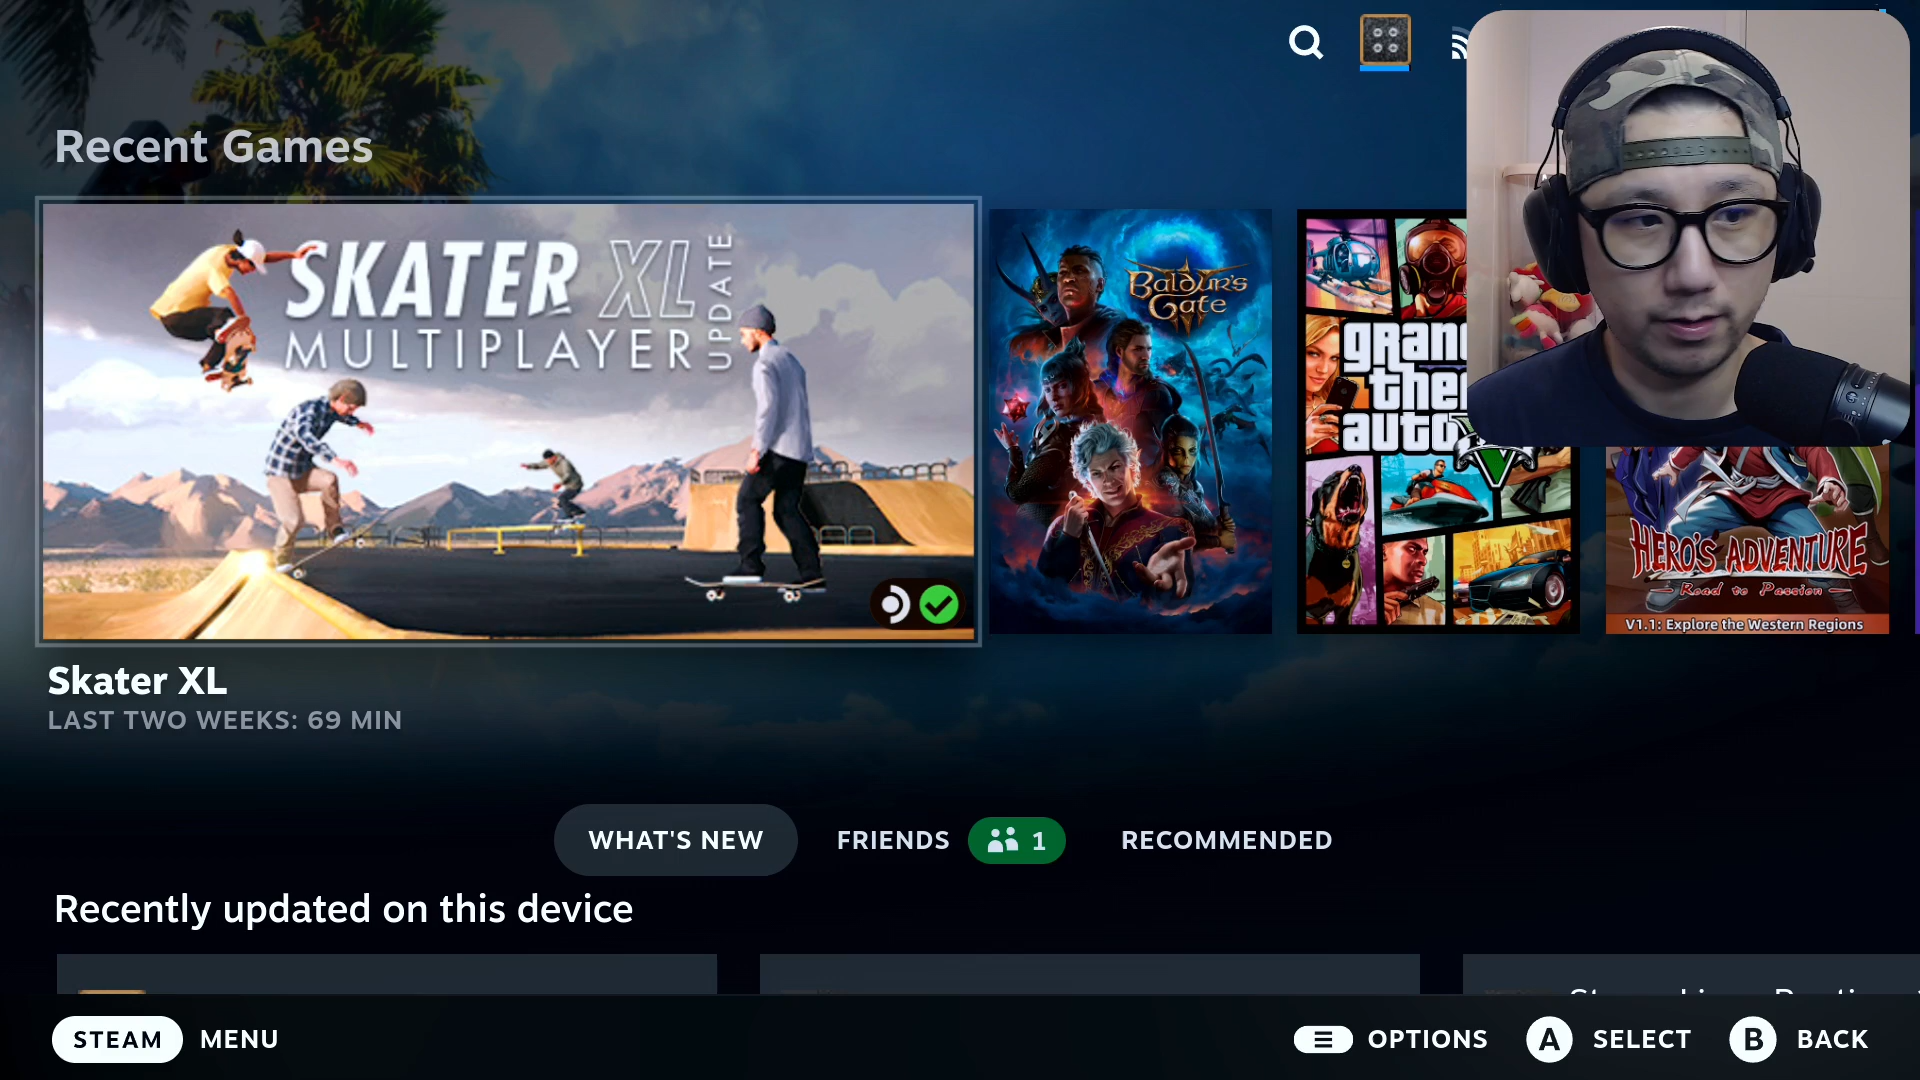 Recent Games
SKATER XL
MULTIPLAYER
UPDATE
Baldur's
Gate
gran
the
auto
V
HERO'S ADVENTURE
Road to Passion
V1.1: Explore the Western Regions
Skater XL
LAST TWO WEEKS: 69 MIN
WHAT'S NEW
FRIENDS
1
RECOMMENDED
Recently updated on this device
STEAM
MENU
OPTIONS
A
SELECT
B
BACK